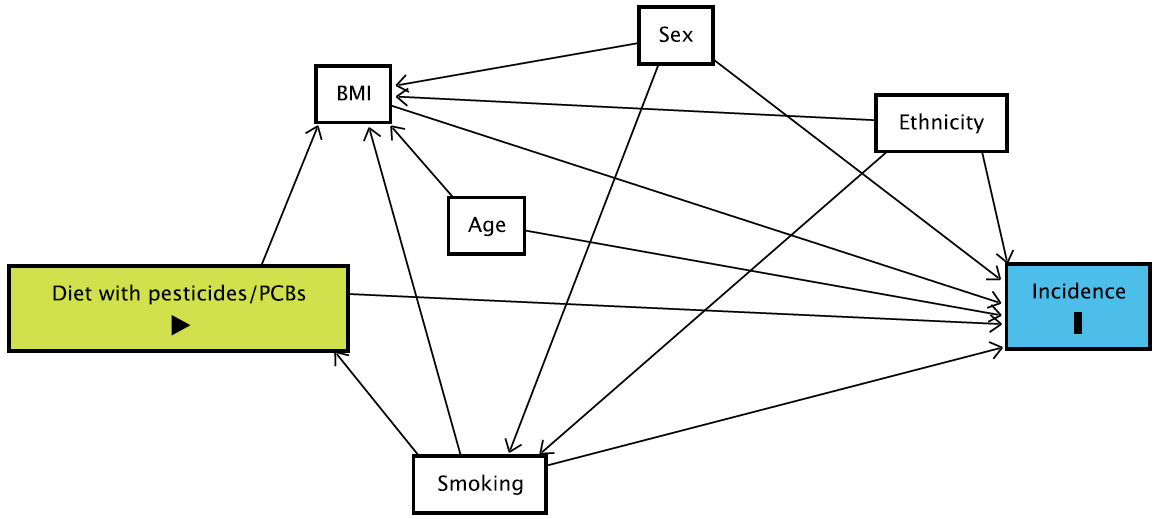 Sex
BMI
Ethnicity
Age
Diet with pesticides/PCBs
Incidence
Smoking